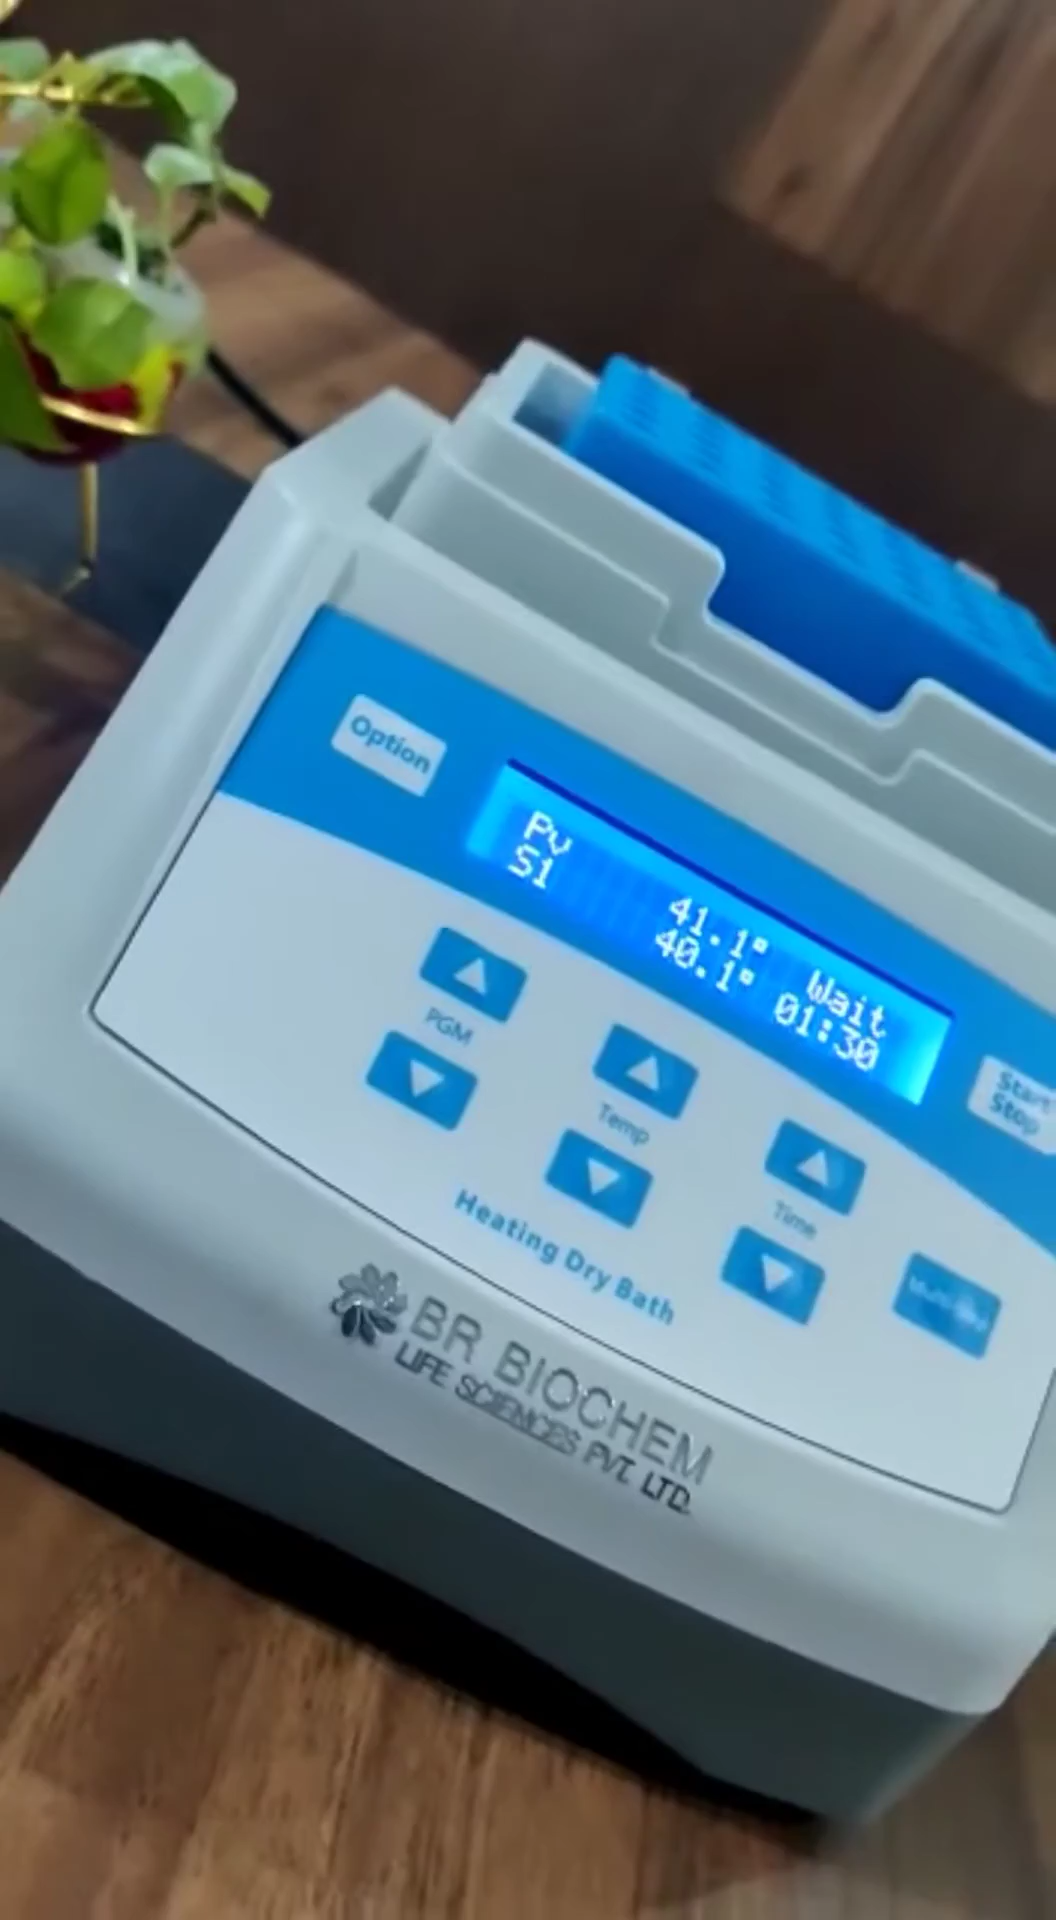 Option
Pv 41.1° Wait
S1 40.1° 01:30
Start
Stop
PGM
Temp
Time
Heating Dry Bath
BR BIOCHEM
LIFE SCIENCES PVT. LTD.